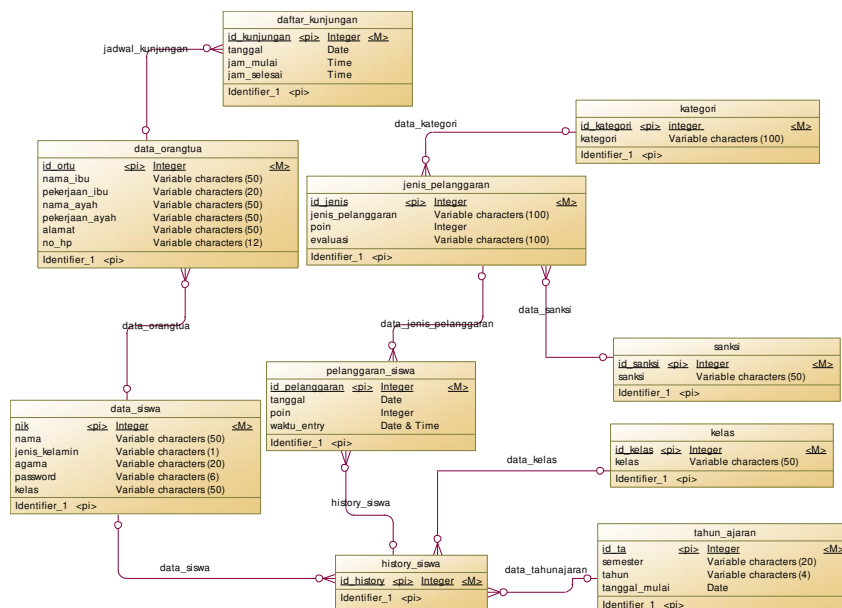 daftar_kunjungan
id_kunjungan <pi> Integer <M>
tanggal Date
jam_mulai Time
jam_selesai Time
Identifier_1 <pi>
jadwal_kunjungan
kategori
id_kategori <pi> integer <M>
kategori Variable characters (100)
Identifier_1 <pi>
data_kategori
data_orangtua
id_ortu <pi> Integer <M>
nama_ibu Variable characters (50)
pekerjaan_ibu Variable characters (20)
nama_ayah Variable characters (50)
pekerjaan_ayah Variable characters (50)
alamat Variable characters (50)
no_hp Variable characters (12)
Identifier_1 <pi>
jenis_pelanggaran
id_jenis <pi> Integer <M>
jenis_pelanggaran Variable characters (100)
poin Integer
evaluasi Variable characters (100)
Identifier_1 <pi>
data_sanksi
data_orangtua
data_jenis_pelanggaran
sanksi
id_sanksi <pi> Integer <M>
sanksi Variable characters (50)
Identifier_1 <pi>
pelanggaran_siswa
id_pelanggaran <pi> Integer <M>
tanggal Date
poin Integer
waktu_entry Date & Time
Identifier_1 <pi>
data_siswa
nik <pi> Integer <M>
nama Variable characters (50)
jenis_kelamin Variable characters (1)
agama Variable characters (20)
password Variable characters (6)
kelas Variable characters (50)
Identifier_1 <pi>
kelas
id_kelas <pi> Integer <M>
kelas Variable characters (50)
Identifier_1 <pi>
data_kelas
history_siswa
tahun_ajaran
id_ta <pi> Integer <M>
semester Variable characters (20)
tahun Variable characters (4)
tanggal_mulai Date
Identifier_1 <pi>
history_siswa
id_history <pi> Integer <M>
Identifier_1 <pi>
data_siswa
data_tahunajaran